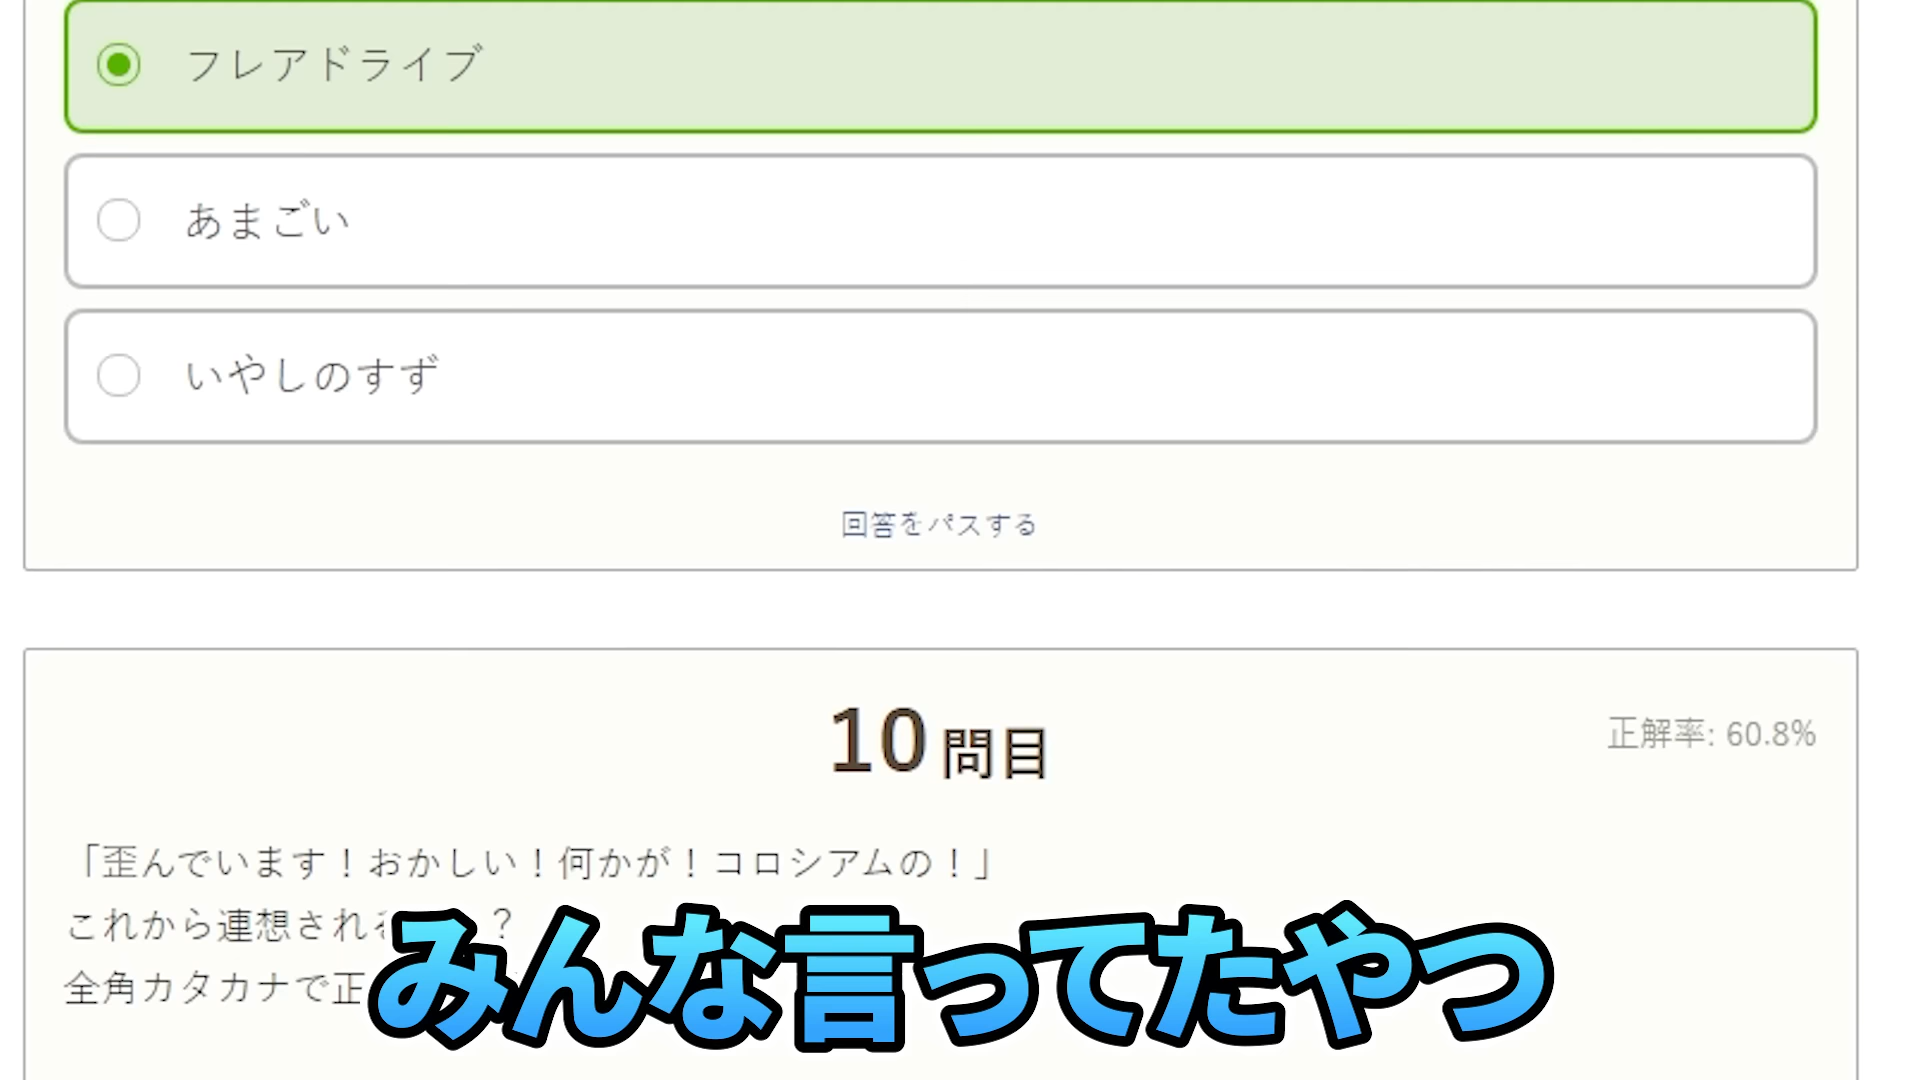 フレアドライブ
あまごい
いやしのすず
回答をパスする
10問目
正解率: 60.8%
「歪んでいます！おかしい！何かが！コロシアムの！」
これから連想され ？
全角カタカナで正
みんな言ってたやつ